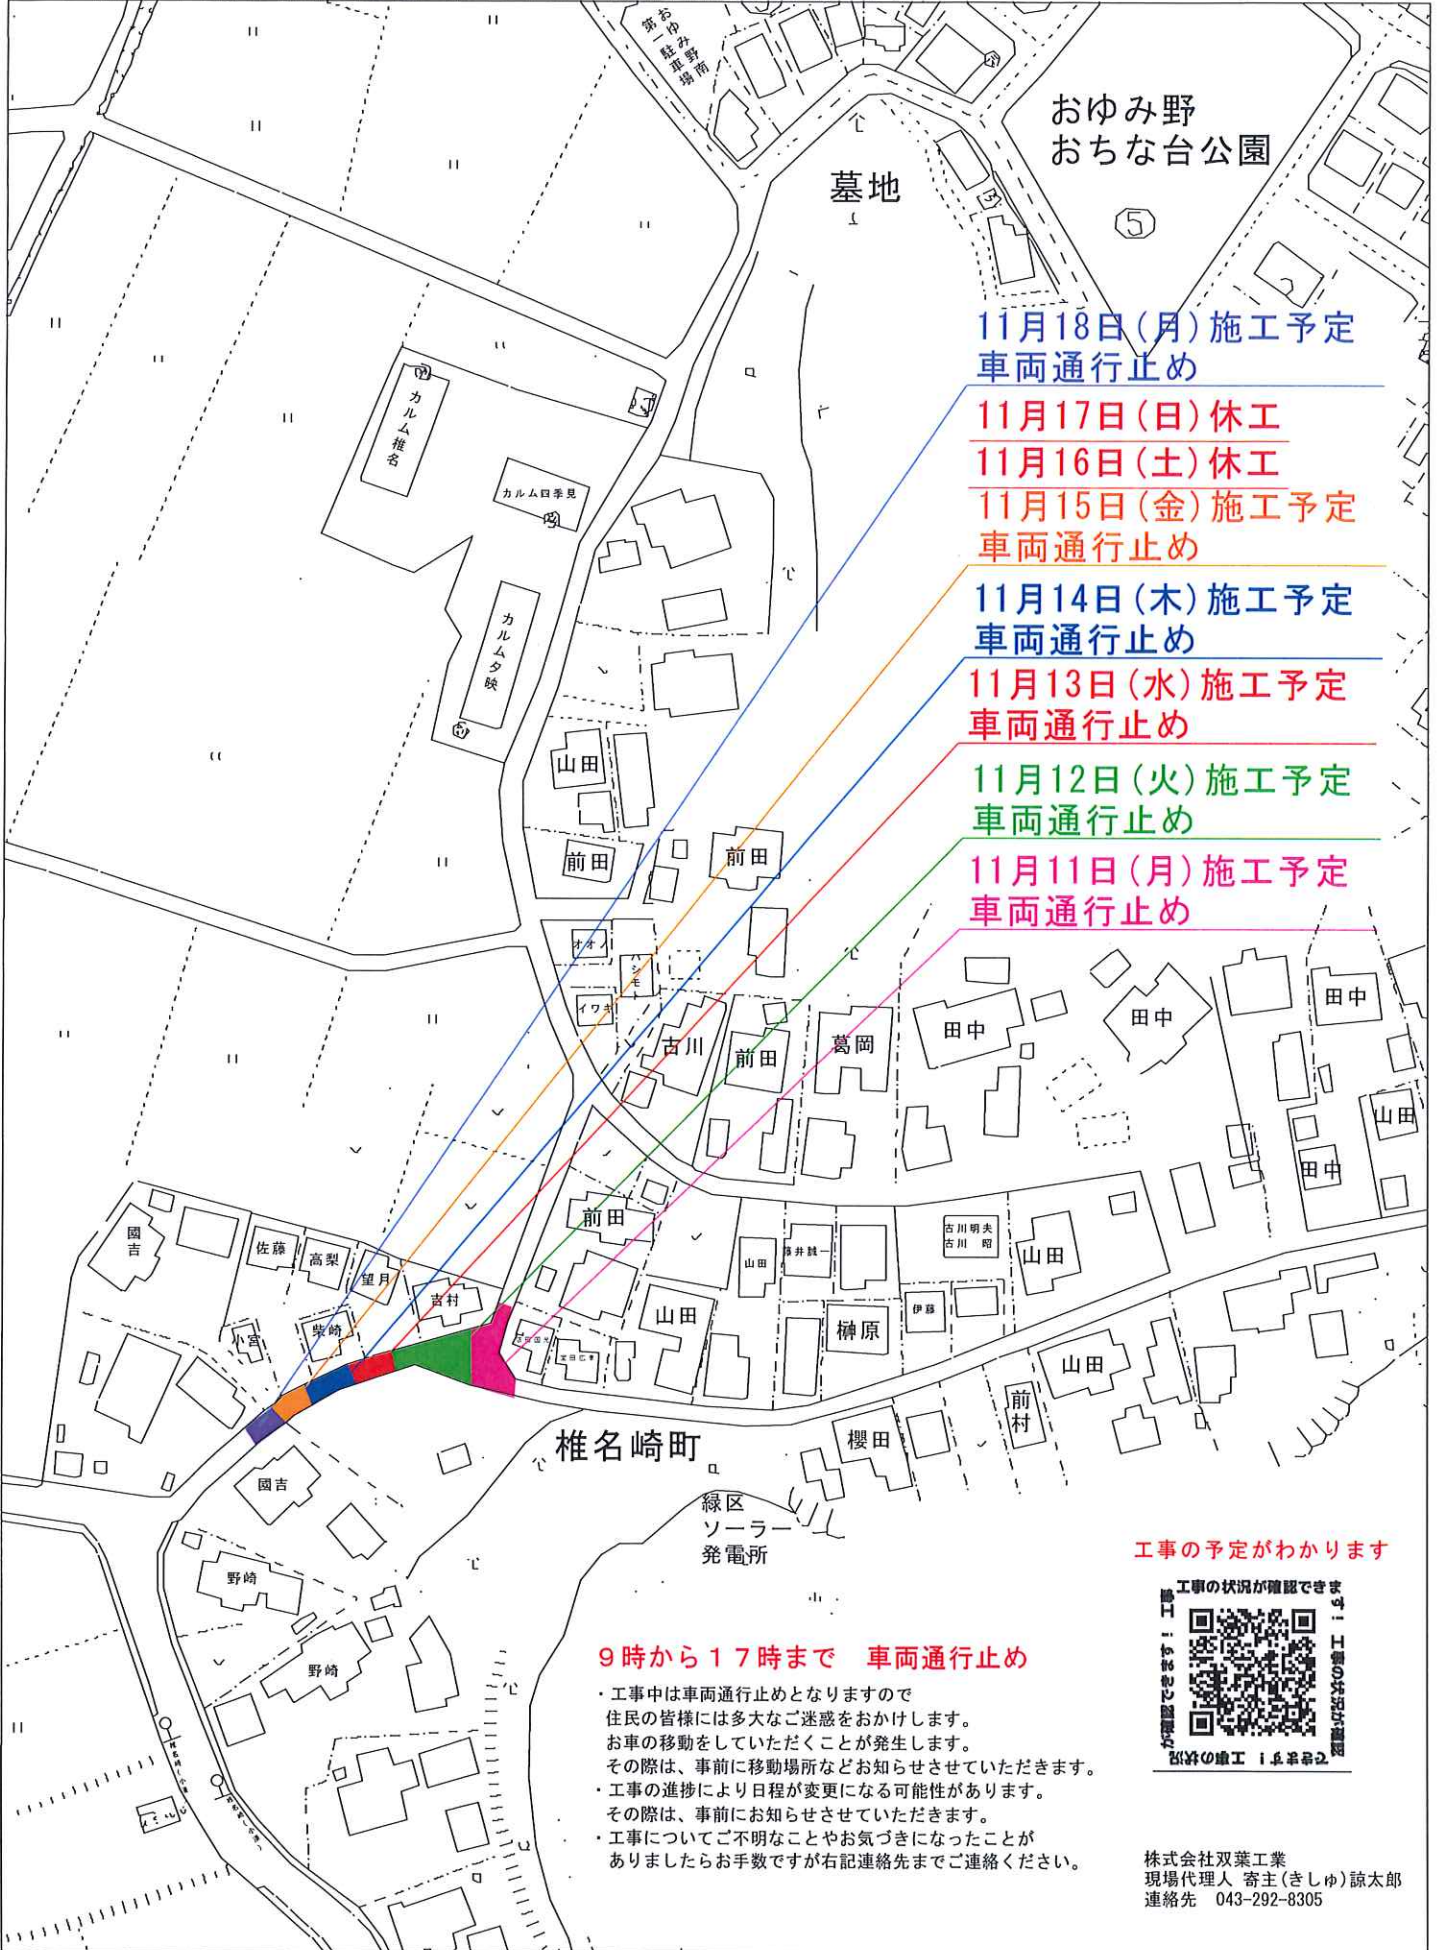 おゆみ野南
第一駐車場
おゆみ野
おちな台公園
墓地
5
11月18日(月)施工予定
車両通行止め
11月17日(日)休工
11月16日(土)休工
11月15日(金)施工予定
車両通行止め
11月14日(木)施工予定
車両通行止め
11月13日(水)施工予定
車両通行止め
11月12日(火)施工予定
車両通行止め
11月11日(月)施工予定
車両通行止め
カルム椎名
カルム四季見
カルム夕映
山田
前田
前田
オオノ
ハシモト
イワキ
古川
前田
葛岡
田中
田中
田中
山田
田中
國吉
佐藤
高梨
望月
吉村
小宮
柴崎
前田
山田
山田
藤井誠一
榊原
古川明夫
古川 昭
伊藤
山田
山田
前村
櫻田
椎名崎町
緑区
ソーラー
発電所
國吉
野崎
野崎
工事の予定がわかります
工事の状況が確認できます!
工事の状況が確認できます!
工事の状況が確認できます!
9時から17時まで 車両通行止め
・工事中は車両通行止めとなりますので
住民の皆様には多大なご迷惑をおかけします。
お車の移動をしていただくことが発生します。
その際は、事前に移動場所などお知らせさせていただきます。
・工事の進捗により日程が変更になる可能性があります。
その際は、事前にお知らせさせていただきます。
・工事についてご不明なことやお気づきになったことが
ありましたらお手数ですが右記連絡先までご連絡ください。
株式会社双葉工業
現場代理人 寄主(きしゅ)諒太郎
連絡先 043-292-8305